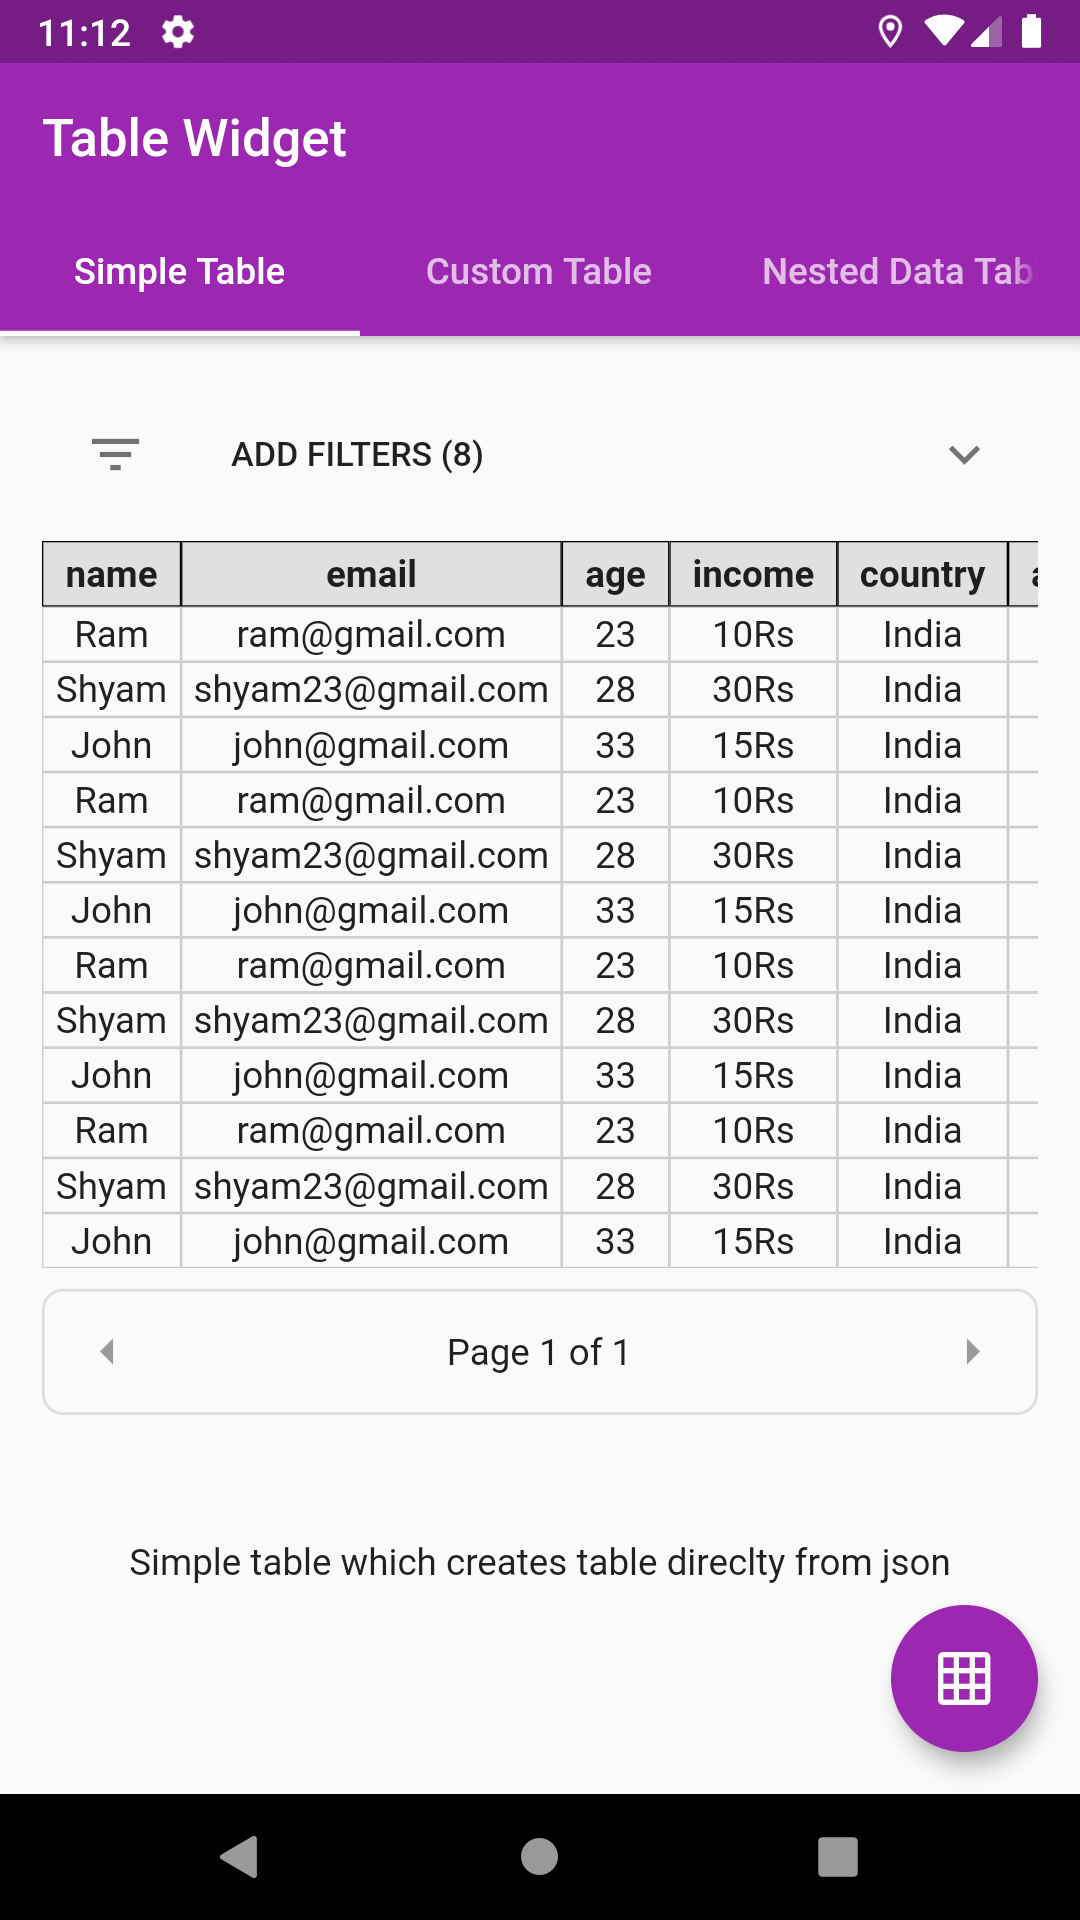 11:12
Table Widget
Simple Table Custom Table Nested Data Tab
ADD FILTERS (8)
name email age income country a
Ram ram@gmail.com 23 10Rs India
Shyam shyam23@gmail.com 28 30Rs India
John john@gmail.com 33 15Rs India
Ram ram@gmail.com 23 10Rs India
Shyam shyam23@gmail.com 28 30Rs India
John john@gmail.com 33 15Rs India
Ram ram@gmail.com 23 10Rs India
Shyam shyam23@gmail.com 28 30Rs India
John john@gmail.com 33 15Rs India
Ram ram@gmail.com 23 10Rs India
Shyam shyam23@gmail.com 28 30Rs India
John john@gmail.com 33 15Rs India
Page 1 of 1
Simple table which creates table direclty from json